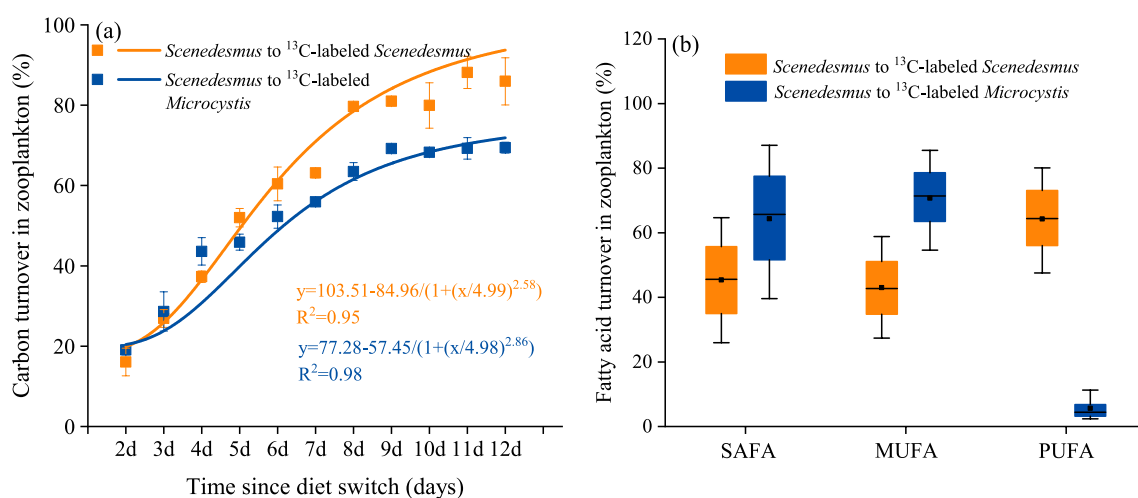 (a)
Carbon turnover in zooplankton (%)
100
80
60
40
20
0
Scenedesmus to ¹³C-labeled Scenedesmus
Scenedesmus to ¹³C-labeled
Microcystis
y=103.51-84.96/(1+(x/4.99)^2.58)
R²=0.95
y=77.28-57.45/(1+(x/4.98)^2.86)
R²=0.98
2d 3d 4d 5d 6d 7d 8d 9d 10d 11d 12d
Time since diet switch (days)
(b)
Fatty acid turnover in zooplankton (%)
120
100
80
60
40
20
0
Scenedesmus to ¹³C-labeled Scenedesmus
Scenedesmus to ¹³C-labeled Microcystis
SAFA MUFA PUFA